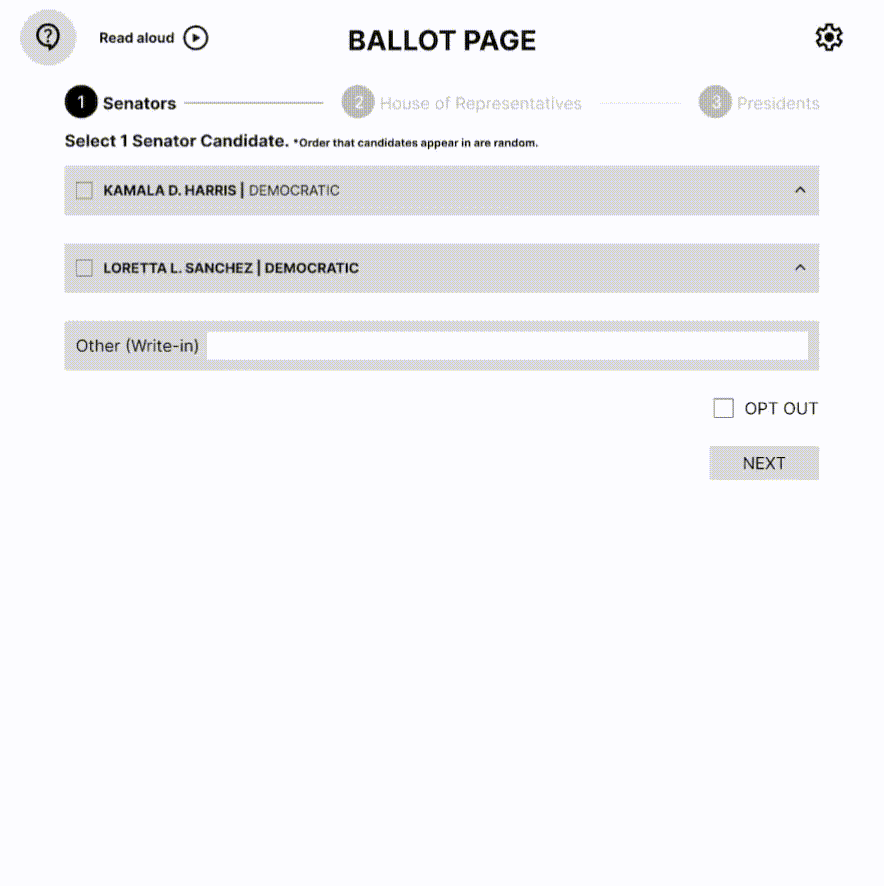 Read aloud
BALLOT PAGE
1 Senators 2 House of Representatives 3 Presidents
Select 1 Senator Candidate. *Order that candidates appear in are random.
KAMALA D. HARRIS | DEMOCRATIC
LORETTA L. SANCHEZ | DEMOCRATIC
Other (Write-in)
OPT OUT
NEXT